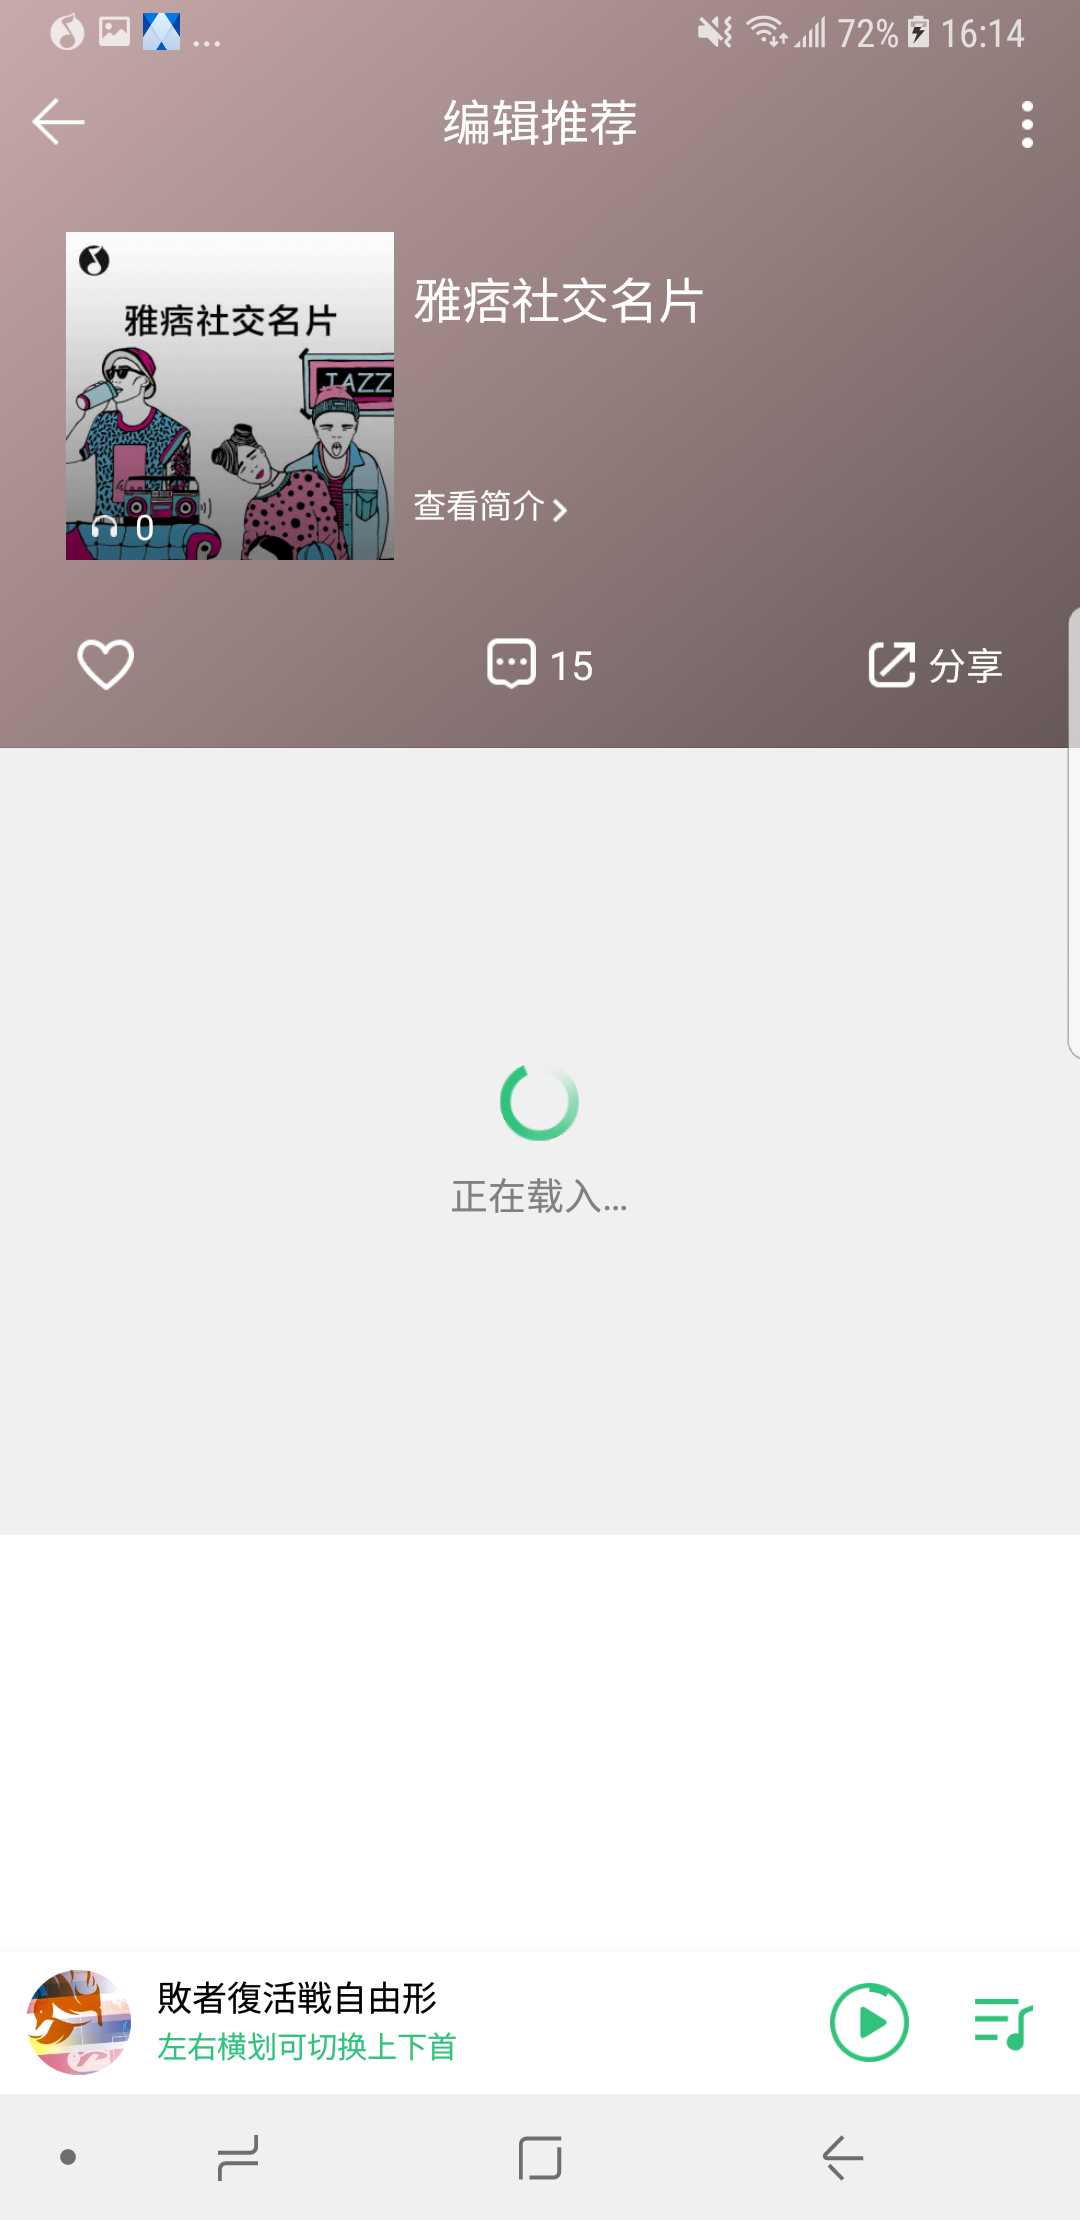 ... 72% 16:14
编辑推荐
雅痞社交名片
JAZZ
0
雅痞社交名片
查看简介
15
分享
正在载入...
敗者復活戦自由形
左右横划可切换上下首